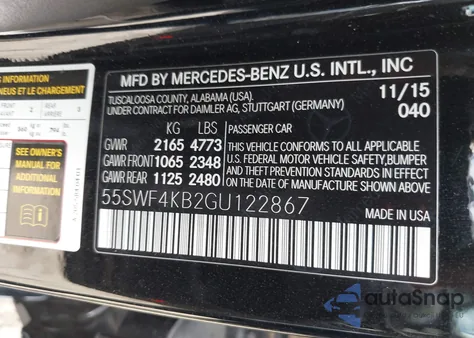 MFD BY MERCEDES-BENZ U.S. INTL., INC
TUSCALOOSA COUNTY, ALABAMA (USA). 11/15
UNDER CONTRACT FOR DAIMLER AG, STUTTGART (GERMANY) 040
KG LBS PASSENGER CAR
GVWR 2165 4773 THIS VEHICLE CONFORMS TO ALL APPLICABLE
GAWR FRONT 1065 2348 U.S. FEDERAL MOTOR VEHICLE SAFETY, BUMPER
GAWR REAR 1125 2480 AND THEFT PREVENTION STANDARDS IN EFFECT
ON THE DATE OF MANUFACTURE SHOWN ABOVE.
55SWF4KB2GU122867
MADE IN USA
NG INFORMATION
NEUS ET LE CHARGEMENT
SEE OWNER'S
MANUAL FOR
ADDITIONAL
INFORMATION
autoSnap